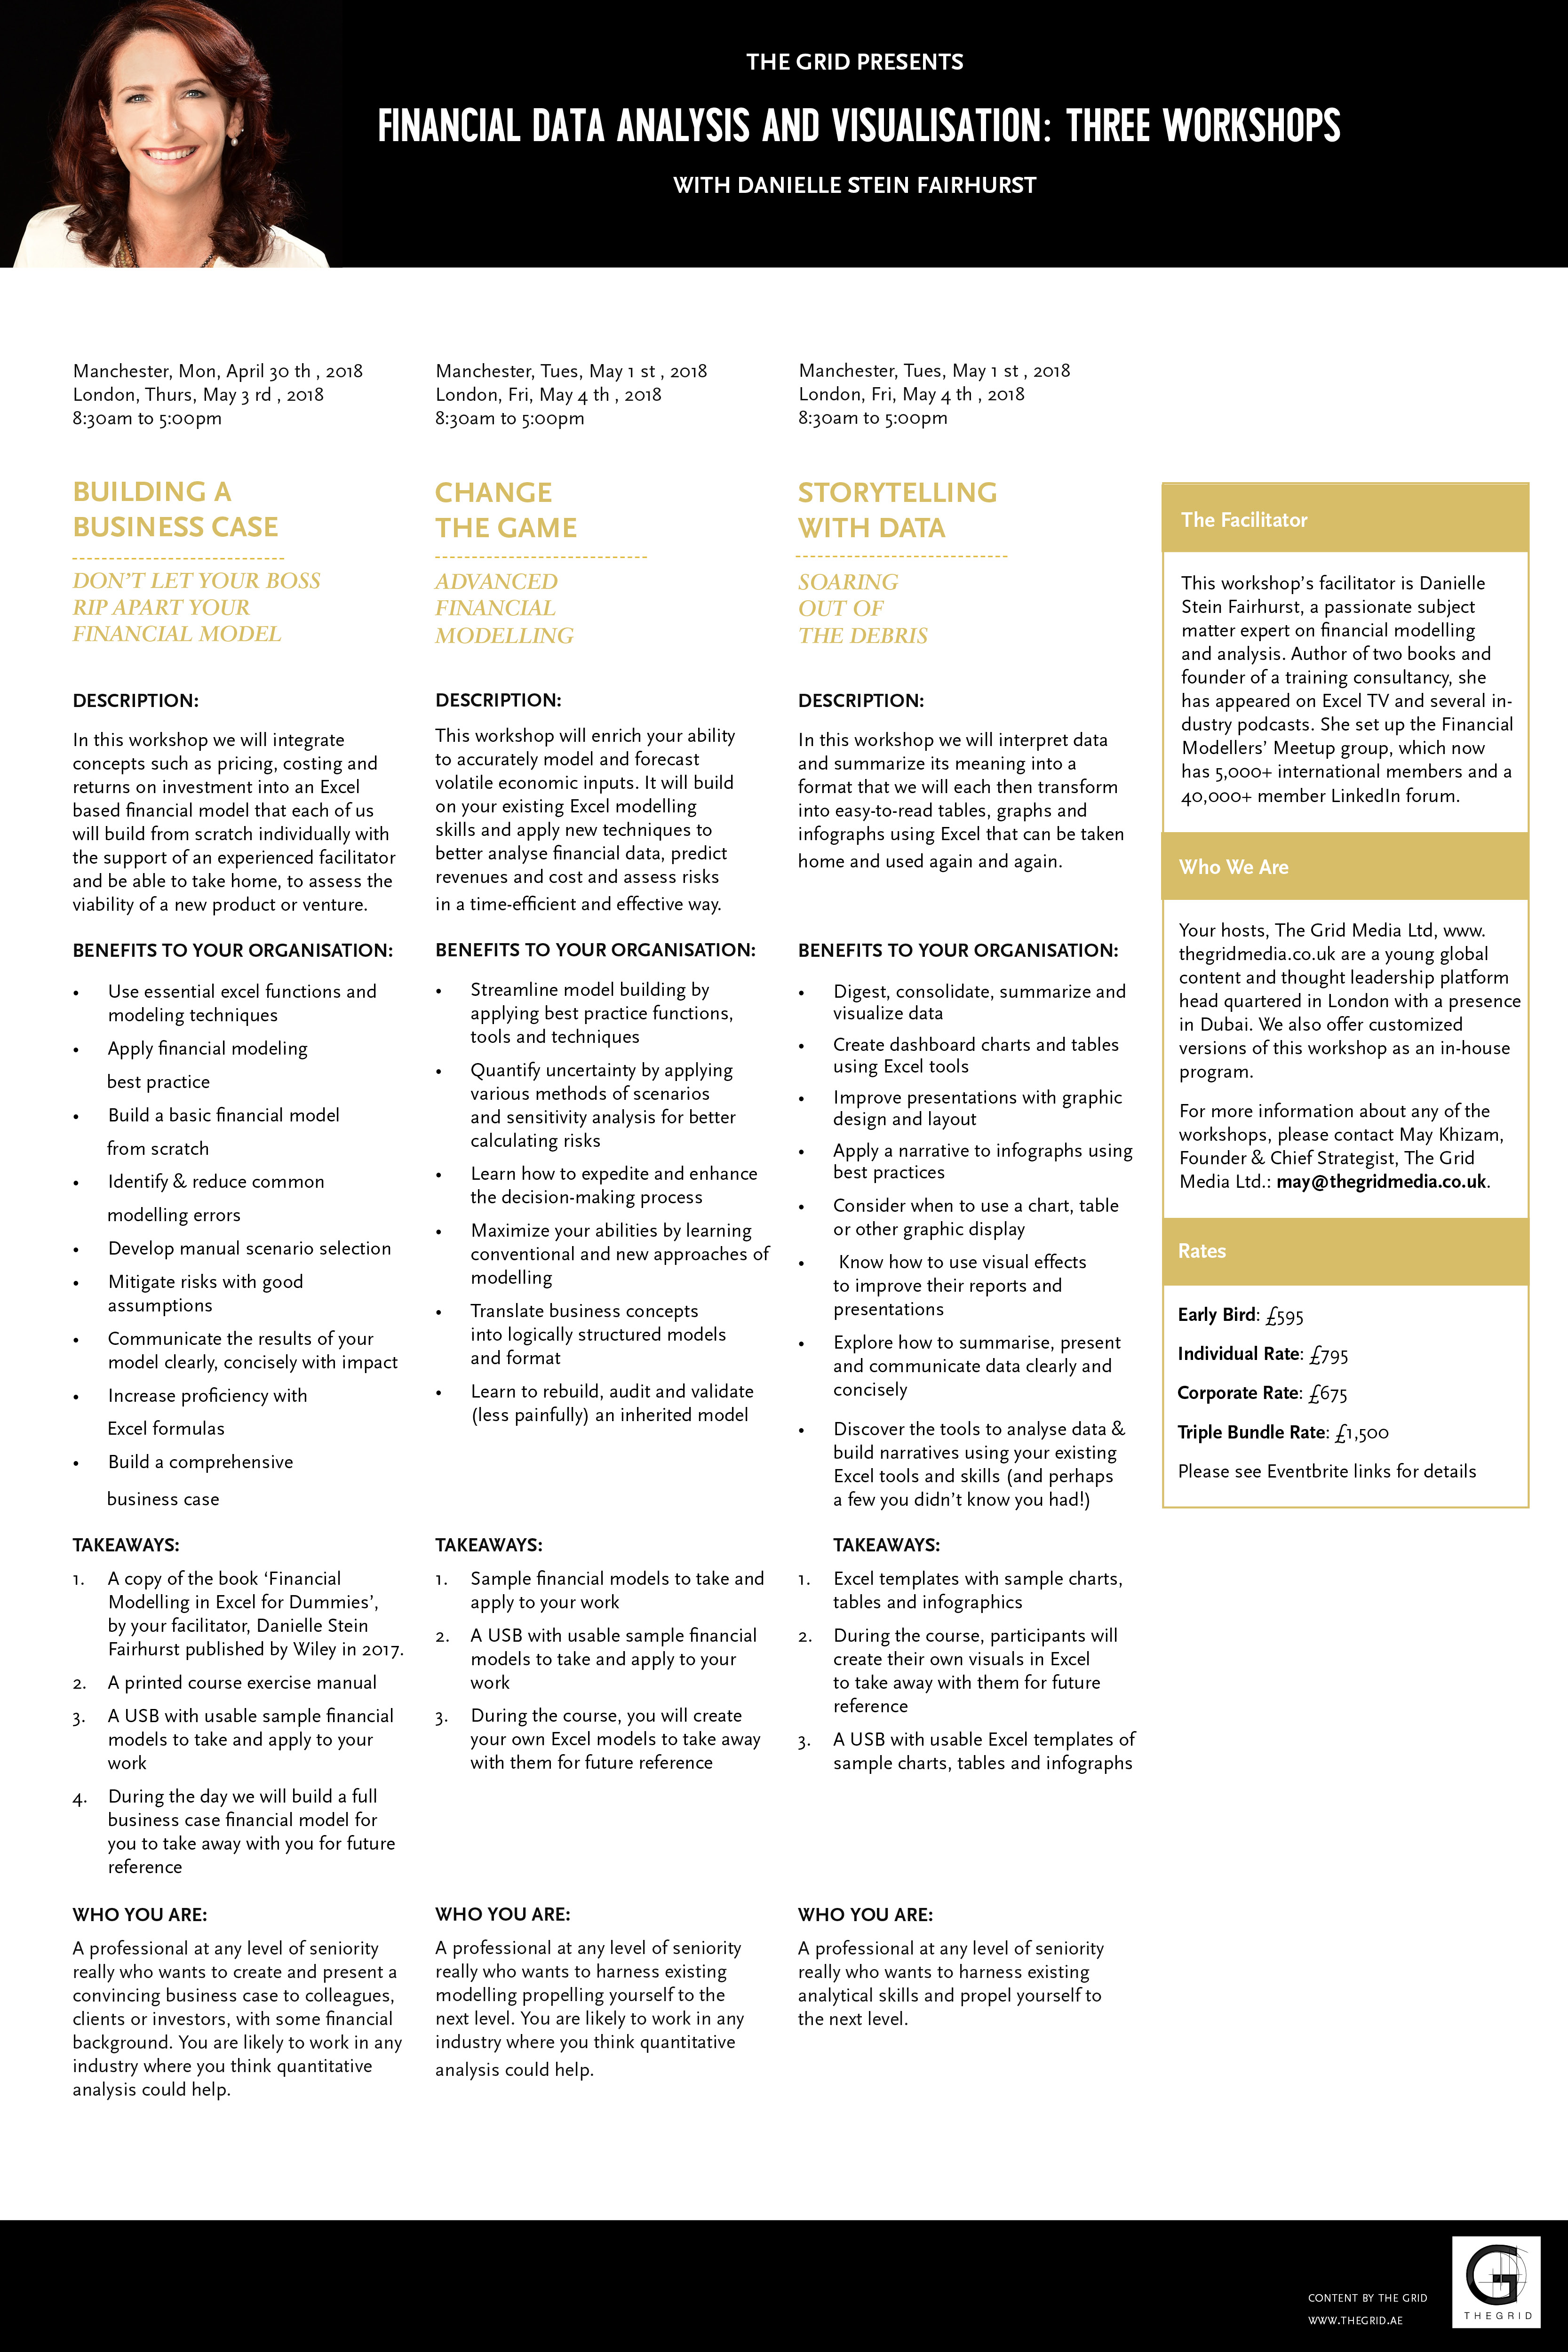 THE GRID PRESENTS
FINANCIAL DATA ANALYSIS AND VISUALISATION: THREE WORKSHOPS
WITH DANIELLE STEIN FAIRHURST
Manchester, Mon, April 30 th , 2018
London, Thurs, May 3 rd , 2018
8:30am to 5:00pm
BUILDING A
BUSINESS CASE
DON'T LET YOUR BOSS
RIP APART YOUR
FINANCIAL MODEL
DESCRIPTION:
In this workshop we will integrate
concepts such as pricing, costing and
returns on investment into an Excel
based financial model that each of us
will build from scratch individually with
the support of an experienced facilitator
and be able to take home, to assess the
viability of a new product or venture.
BENEFITS TO YOUR ORGANISATION:
• Use essential excel functions and
modeling techniques
• Apply financial modeling
best practice
• Build a basic financial model
from scratch
• Identify & reduce common
modelling errors
• Develop manual scenario selection
• Mitigate risks with good
assumptions
• Communicate the results of your
model clearly, concisely with impact
• Increase proficiency with
Excel formulas
• Build a comprehensive
business case
TAKEAWAYS:
1. A copy of the book ‘Financial
Modelling in Excel for Dummies’,
by your facilitator, Danielle Stein
Fairhurst published by Wiley in 2017.
2. A printed course exercise manual
3. A USB with usable sample financial
models to take and apply to your
work
4. During the day we will build a full
business case financial model for
you to take away with you for future
reference
WHO YOU ARE:
A professional at any level of seniority
really who wants to create and present a
convincing business case to colleagues,
clients or investors, with some financial
background. You are likely to work in any
industry where you think quantitative
analysis could help.
Manchester, Tues, May 1 st , 2018
London, Fri, May 4 th , 2018
8:30am to 5:00pm
CHANGE
THE GAME
ADVANCED
FINANCIAL
MODELLING
DESCRIPTION:
This workshop will enrich your ability
to accurately model and forecast
volatile economic inputs. It will build
on your existing Excel modelling
skills and apply new techniques to
better analyse financial data, predict
revenues and cost and assess risks
in a time-efficient and effective way.
BENEFITS TO YOUR ORGANISATION:
• Streamline model building by
applying best practice functions,
tools and techniques
• Quantify uncertainty by applying
various methods of scenarios
and sensitivity analysis for better
calculating risks
• Learn how to expedite and enhance
the decision-making process
• Maximize your abilities by learning
conventional and new approaches of
modelling
• Translate business concepts
into logically structured models
and format
• Learn to rebuild, audit and validate
(less painfully) an inherited model
TAKEAWAYS:
1. Sample financial models to take and
apply to your work
2. A USB with usable sample financial
models to take and apply to your
work
3. During the course, you will create
your own Excel models to take away
with them for future reference
WHO YOU ARE:
A professional at any level of seniority
really who wants to harness existing
modelling propelling yourself to the
next level. You are likely to work in any
industry where you think quantitative
analysis could help.
Manchester, Tues, May 1 st , 2018
London, Fri, May 4 th , 2018
8:30am to 5:00pm
STORYTELLING
WITH DATA
SOARING
OUT OF
THE DEBRIS
DESCRIPTION:
In this workshop we will interpret data
and summarize its meaning into a
format that we will each then transform
into easy-to-read tables, graphs and
infographs using Excel that can be taken
home and used again and again.
BENEFITS TO YOUR ORGANISATION:
• Digest, consolidate, summarize and
visualize data
• Create dashboard charts and tables
using Excel tools
• Improve presentations with graphic
design and layout
• Apply a narrative to infographs using
best practices
• Consider when to use a chart, table
or other graphic display
• Know how to use visual effects
to improve their reports and
presentations
• Explore how to summarise, present
and communicate data clearly and
concisely
• Discover the tools to analyse data &
build narratives using your existing
Excel tools and skills (and perhaps
a few you didn't know you had!)
TAKEAWAYS:
1. Excel templates with sample charts,
tables and infographics
2. During the course, participants will
create their own visuals in Excel
to take away with them for future
reference
3. A USB with usable Excel templates of
sample charts, tables and infographs
WHO YOU ARE:
A professional at any level of seniority
really who wants to harness existing
analytical skills and propel yourself to
the next level.
The Facilitator
This workshop's facilitator is Danielle
Stein Fairhurst, a passionate subject
matter expert on financial modelling
and analysis. Author of two books and
founder of a training consultancy, she
has appeared on Excel TV and several in-
dustry podcasts. She set up the Financial
Modellers' Meetup group, which now
has 5,000+ international members and a
40,000+ member LinkedIn forum.
Who We Are
Your hosts, The Grid Media Ltd, www.
thegridmedia.co.uk are a young global
content and thought leadership platform
head quartered in London with a presence
in Dubai. We also offer customized
versions of this workshop as an in-house
program.
For more information about any of the
workshops, please contact May Khizam,
Founder & Chief Strategist, The Grid
Media Ltd.: may@thegridmedia.co.uk.
Rates
Early Bird: £595
Individual Rate: £795
Corporate Rate: £675
Triple Bundle Rate: £1,500
Please see Eventbrite links for details
CONTENT BY THE GRID
WWW.THEGRID.AE
G
THEGRID